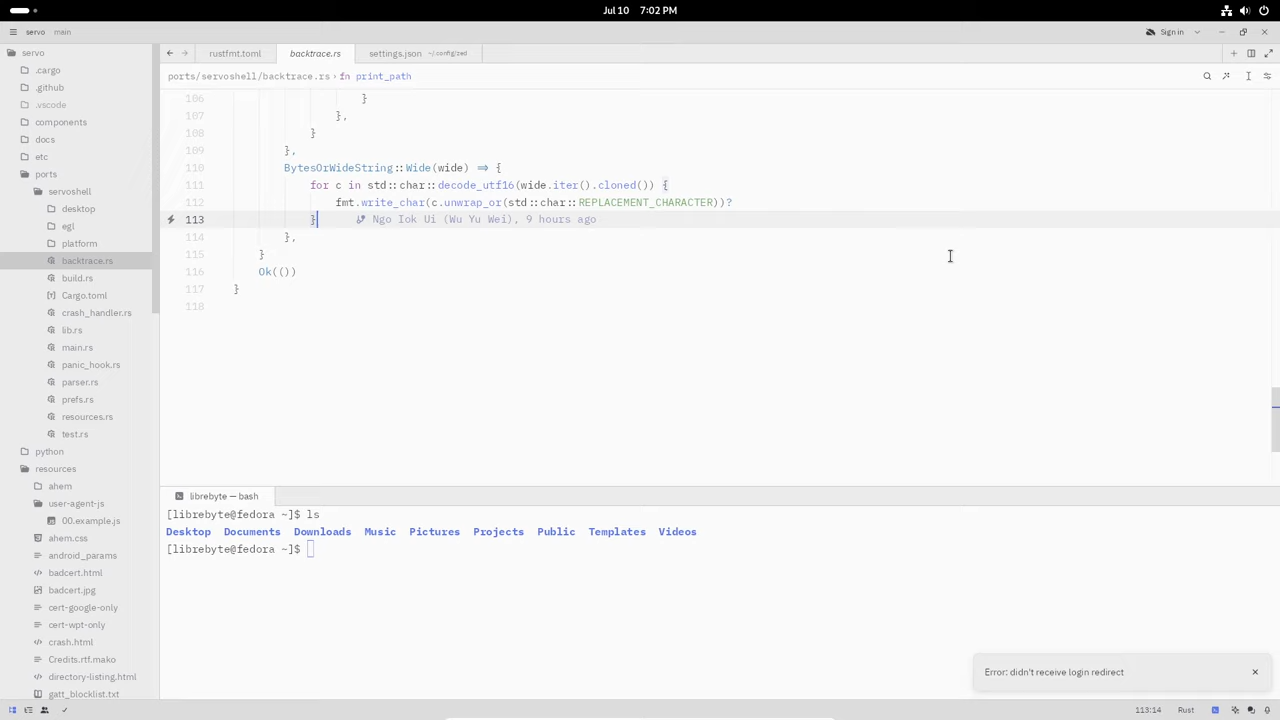 Jul 10 7:02 PM
servo main
Sign in
servo
.cargo
.github
.vscode
components
docs
etc
ports
servoshell
desktop
egl
platform
backtrace.rs
build.rs
Cargo.toml
crash_handler.rs
lib.rs
main.rs
panic_hook.rs
parser.rs
prefs.rs
resources.rs
test.rs
python
resources
ahem
user-agent-js
00.example.js
ahem.css
android_params
badcert.html
badcert.jpg
cert-google-only
cert-wpt-only
crash.html
Credits.rtf.mako
directory-listing.html
gatt_blocklist.txt
rustfmt.toml backtrace.rs settings.json ~/.config/zed
ports/servoshell/backtrace.rs › fn print_path
106 }
107 },
108 }
109 },
110 BytesOrWideString::Wide(wide) => {
111 for c in std::char::decode_utf16(wide.iter().cloned()) {
112 fmt.write_char(c.unwrap_or(std::char::REPLACEMENT_CHARACTER))?
113 } Ngo Iok Ui (Wu Yu Wei), 9 hours ago
114 },
115 }
116 Ok(())
117 }
118
librebyte — bash
[librebyte@fedora ~]$ ls
Desktop Documents Downloads Music Pictures Projects Public Templates Videos
[librebyte@fedora ~]$
Error: didn't receive login redirect
113:14 Rust